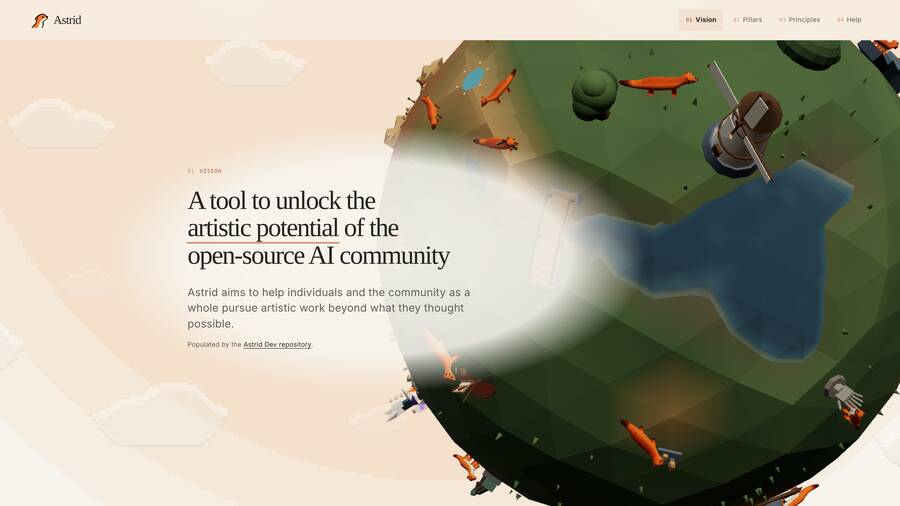 Astrid
01 Vision
02 Pillars
03 Principles
04 Help
01 VISION
A tool to unlock the
artistic potential of the
open-source AI community
Astrid aims to help individuals and the community as a
whole pursue artistic work beyond what they thought
possible.
Populated by the Astrid Dev repository.